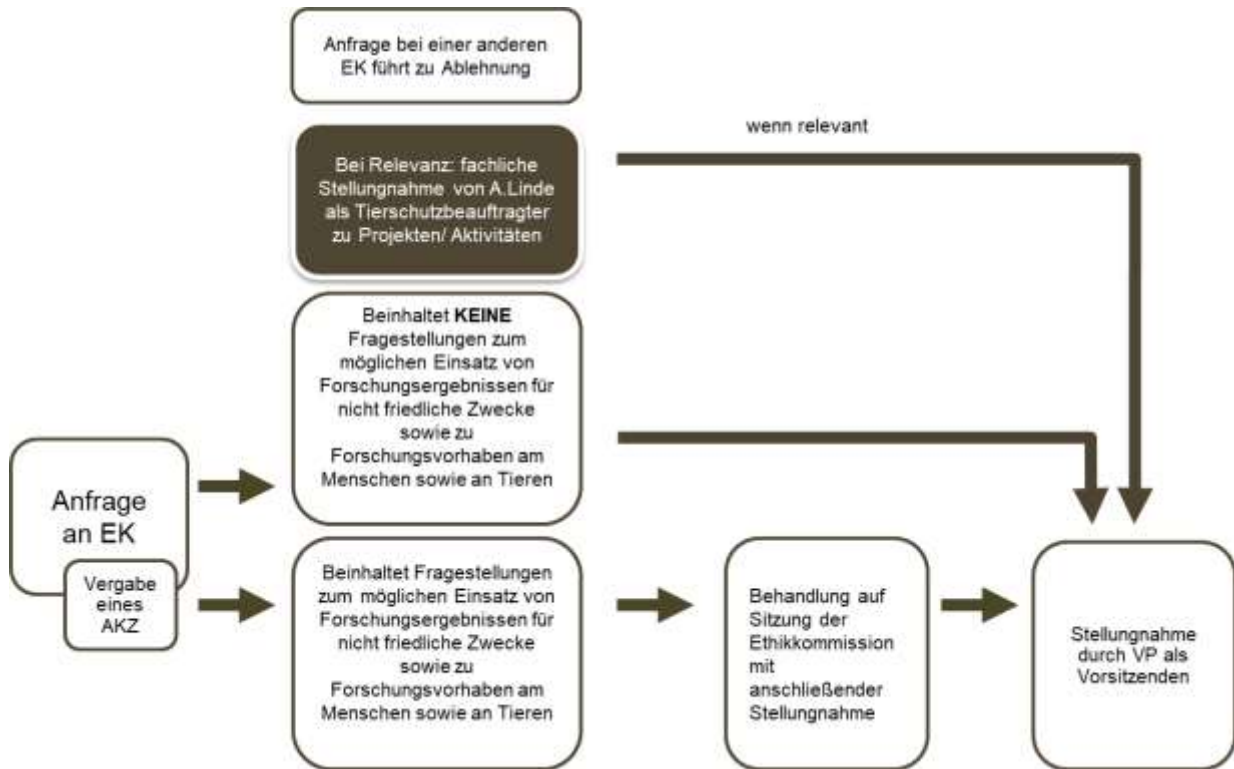 Anfrage bei einer anderen
EK führt zu Ablehnung
wenn relevant
Bei Relevanz: fachliche
Stellungnahme von A.Linde
als Tierschutzbeauftragter
zu Projekten/ Aktivitäten
Beinhaltet KEINE
Fragestellungen zum
möglichen Einsatz von
Forschungsergebnissen für
nicht friedliche Zwecke
sowie zu
Forschungsvorhaben am
Menschen sowie an Tieren
Anfrage
an EK
Vergabe
eines
AKZ
Beinhaltet Fragestellungen
zum möglichen Einsatz von
Forschungsergebnissen für
nicht friedliche Zwecke
sowie zu
Forschungsvorhaben am
Menschen sowie an Tieren
Behandlung auf
Sitzung der
Ethikkommission
mit
anschließender
Stellungnahme
Stellungnahme
durch VP als
Vorsitzenden